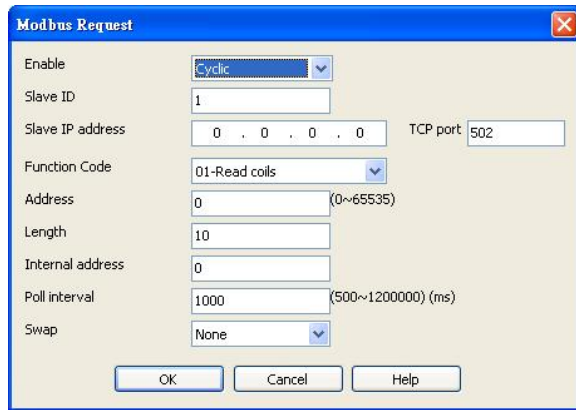 Modbus Request
Enable Cyclic
Slave ID 1
Slave IP address 0 . 0 . 0 . 0 TCP port 502
Function Code 01-Read coils
Address 0 (0~65535)
Length 10
Internal address 0
Poll interval 1000 (500~1200000) (ms)
Swap None
OK Cancel Help